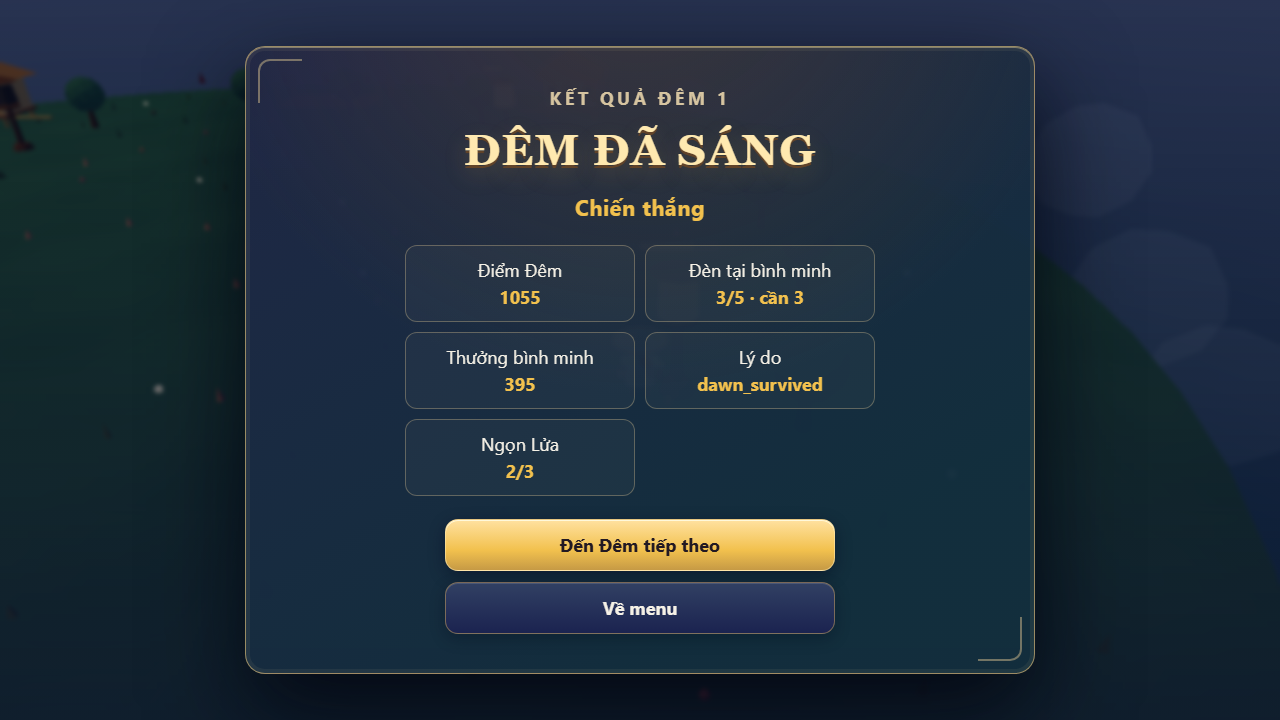 KẾT QUẢ ĐÊM 1
ĐÊM ĐÃ SÁNG
Chiến thắng
Điểm Đêm
1055
Đèn tại bình minh
3/5 · cần 3
Thưởng bình minh
395
Lý do
dawn_survived
Ngọn Lửa
2/3
Đến Đêm tiếp theo
Về menu